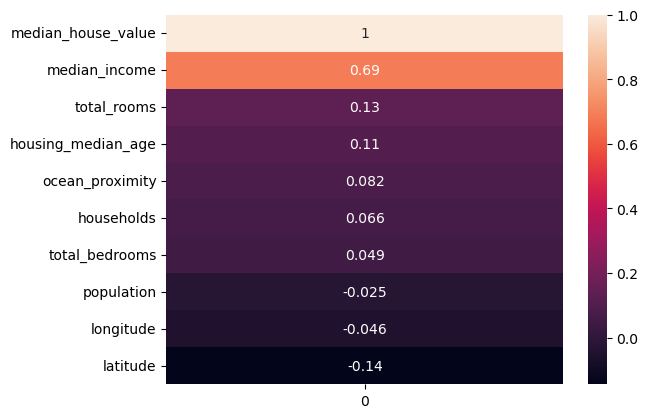 median_house_value 1
median_income 0.69
total_rooms 0.13
housing_median_age 0.11
ocean_proximity 0.082
households 0.066
total_bedrooms 0.049
population -0.025
longitude -0.046
latitude -0.14
0
1.0
0.8
0.6
0.4
0.2
0.0